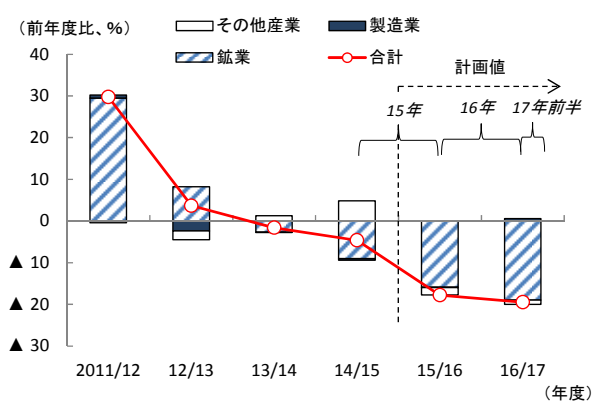 (前年度比、%)
その他産業
製造業
鉱業
合計
計画値
15年
16年
17年前半
40
30
20
10
0
▲ 10
▲ 20
▲ 30
2011/12
12/13
13/14
14/15
15/16
16/17
(年度)